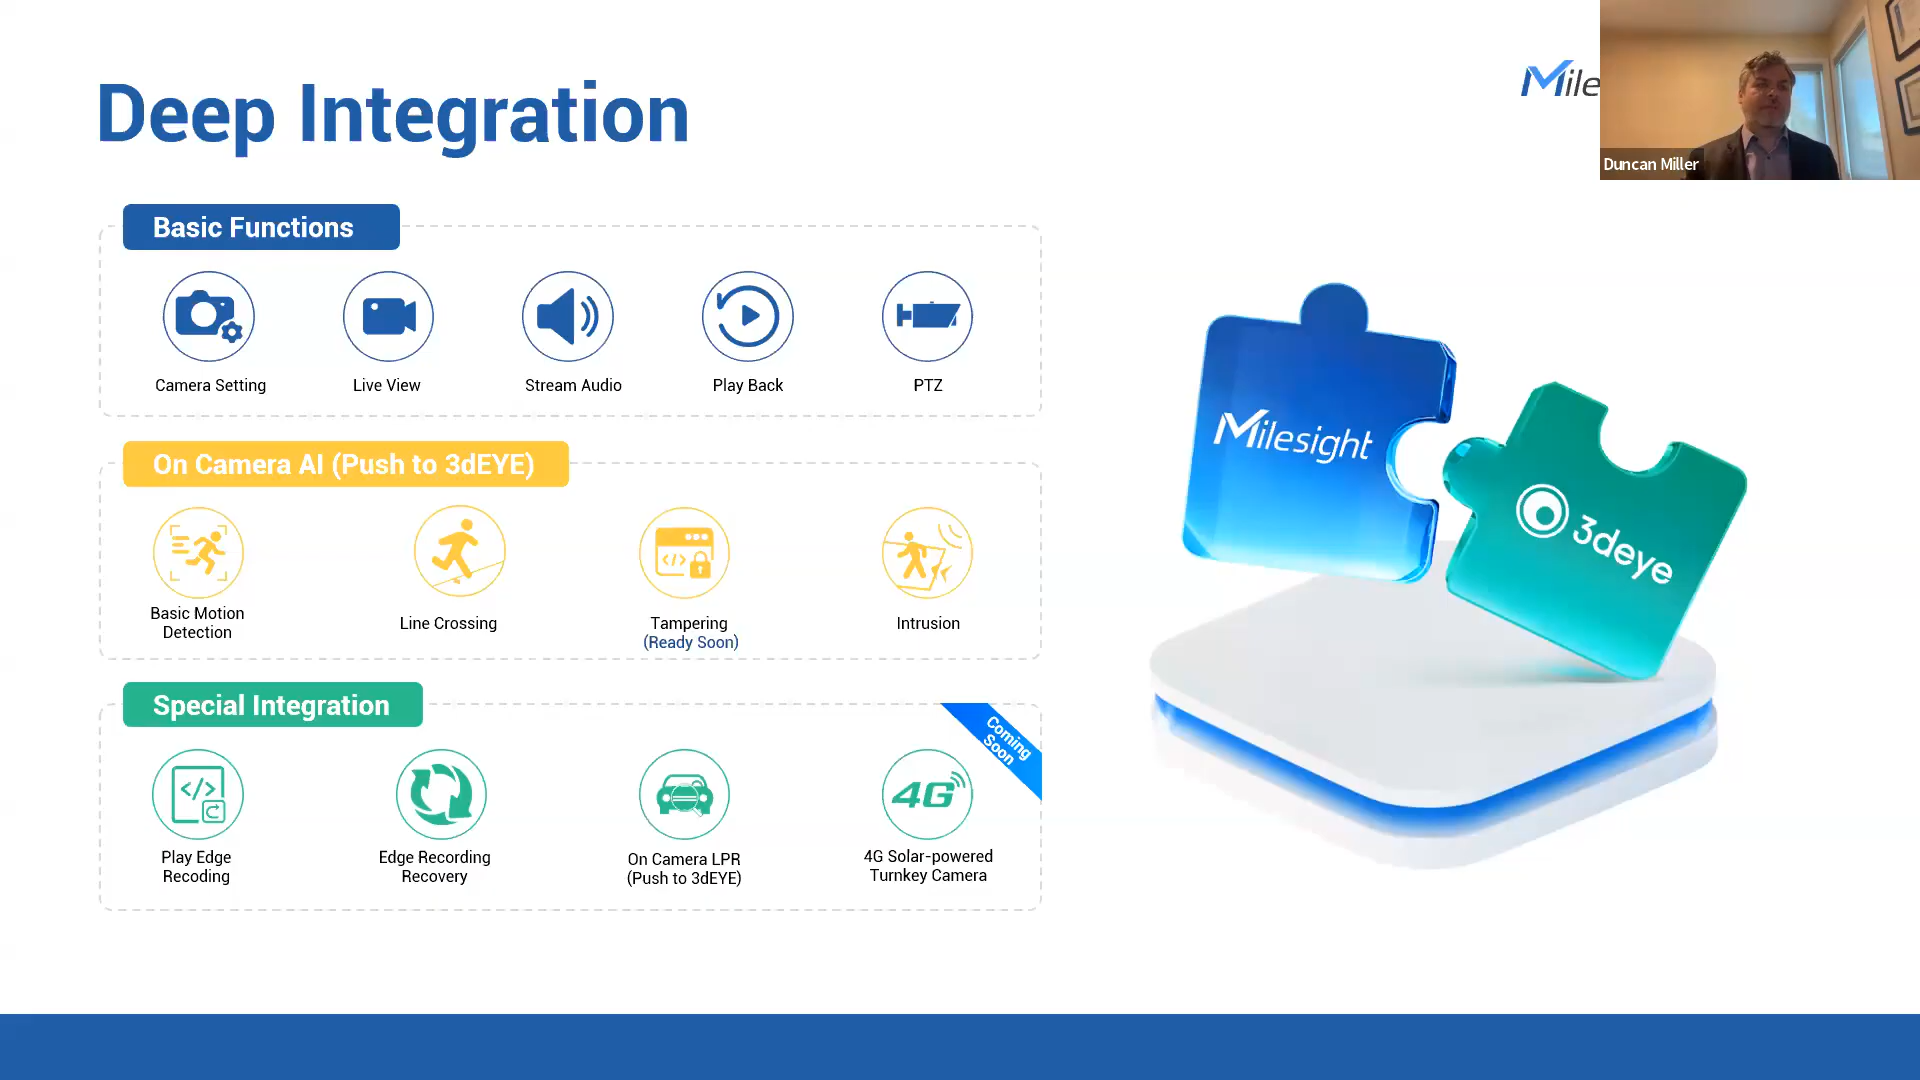 Deep Integration
Mile
Duncan Miller
Basic Functions
Camera Setting
Live View
Stream Audio
Play Back
PTZ
On Camera AI (Push to 3dEYE)
Basic Motion
Detection
Line Crossing
Tampering
(Ready Soon)
Intrusion
Special Integration
Coming
Soon
</>
Play Edge
Recoding
Edge Recording
Recovery
On Camera LPR
(Push to 3dEYE)
4G
4G Solar-powered
Turnkey Camera
Milesight
3deye